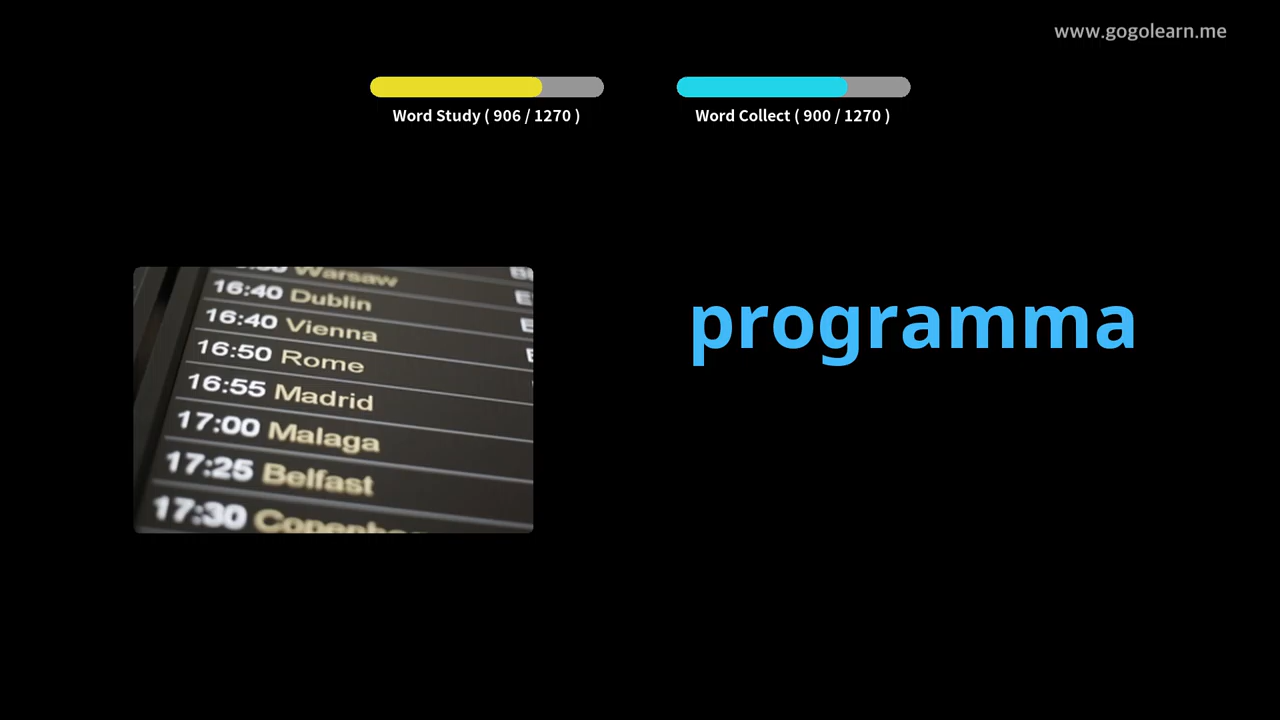 www.gogolearn.me
Word Study ( 906 / 1270 )
Word Collect ( 900 / 1270 )
programma
Warsaw
16:40 Dublin
16:40 Vienna
16:50 Rome
16:55 Madrid
17:00 Malaga
17:25 Belfast
17:30